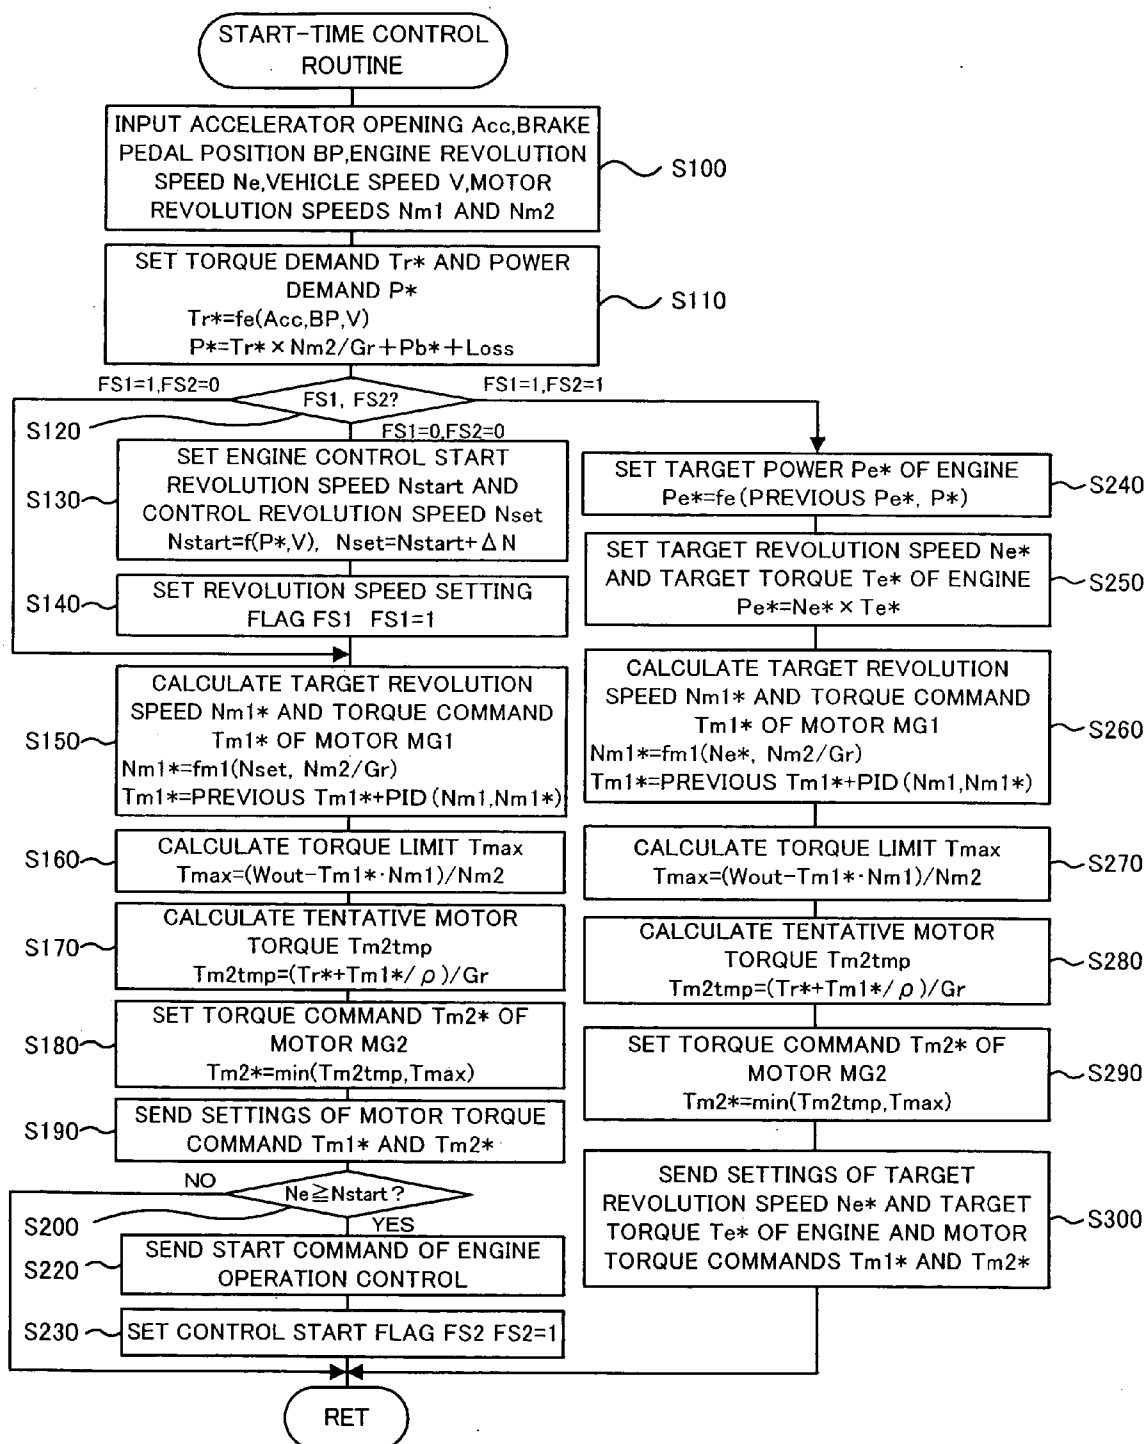 START-TIME CONTROL
ROUTINE
INPUT ACCELERATOR OPENING Acc,BRAKE
PEDAL POSITION BP,ENGINE REVOLUTION
SPEED Ne,VEHICLE SPEED V,MOTOR
REVOLUTION SPEEDS Nm1 AND Nm2
S100
SET TORQUE DEMAND Tr* AND POWER
DEMAND P*
Tr*=fe(Acc,BP,V)
P*=Tr*×Nm2/Gr+Pb*+Loss
S110
FS1=1,FS2=0
FS1=1,FS2=1
FS1, FS2?
S120
FS1=0,FS2=0
SET ENGINE CONTROL START
REVOLUTION SPEED Nstart AND
CONTROL REVOLUTION SPEED Nset
Nstart=f(P*,V), Nset=Nstart+ΔN
S130
SET REVOLUTION SPEED SETTING
FLAG FS1 FS1=1
S140
CALCULATE TARGET REVOLUTION
SPEED Nm1* AND TORQUE COMMAND
Tm1* OF MOTOR MG1
Nm1*=fm1(Nset, Nm2/Gr)
Tm1*=PREVIOUS Tm1*+PID(Nm1,Nm1*)
S150
CALCULATE TORQUE LIMIT Tmax
Tmax=(Wout-Tm1*·Nm1)/Nm2
S160
CALCULATE TENTATIVE MOTOR
TORQUE Tm2tmp
Tm2tmp=(Tr*+Tm1*/ρ)/Gr
S170
SET TORQUE COMMAND Tm2* OF
MOTOR MG2
Tm2*=min(Tm2tmp,Tmax)
S180
SEND SETTINGS OF MOTOR TORQUE
COMMAND Tm1* AND Tm2*
S190
NO
Ne≧Nstart?
S200
YES
SEND START COMMAND OF ENGINE
OPERATION CONTROL
S220
SET CONTROL START FLAG FS2 FS2=1
S230
RET
SET TARGET POWER Pe* OF ENGINE
Pe*=fe(PREVIOUS Pe*, P*)
S240
SET TARGET REVOLUTION SPEED Ne*
AND TARGET TORQUE Te* OF ENGINE
Pe*=Ne*×Te*
S250
CALCULATE TARGET REVOLUTION
SPEED Nm1* AND TORQUE COMMAND
Tm1* OF MOTOR MG1
Nm1*=fm1(Ne*, Nm2/Gr)
Tm1*=PREVIOUS Tm1*+PID(Nm1,Nm1*)
S260
CALCULATE TORQUE LIMIT Tmax
Tmax=(Wout-Tm1*·Nm1)/Nm2
S270
CALCULATE TENTATIVE MOTOR
TORQUE Tm2tmp
Tm2tmp=(Tr*+Tm1*/ρ)/Gr
S280
SET TORQUE COMMAND Tm2* OF
MOTOR MG2
Tm2*=min(Tm2tmp,Tmax)
S290
SEND SETTINGS OF TARGET
REVOLUTION SPEED Ne* AND TARGET
TORQUE Te* OF ENGINE AND MOTOR
TORQUE COMMANDS Tm1* AND Tm2*
S300